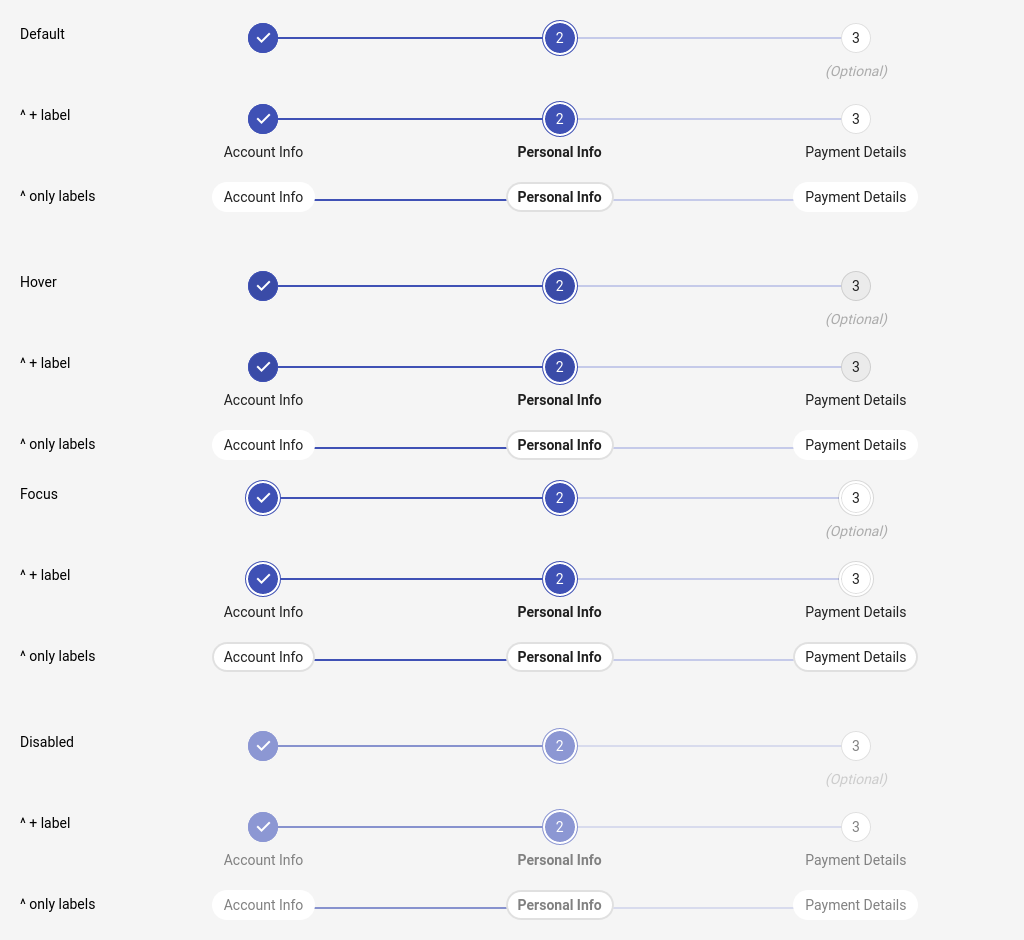 Default 2 3
(Optional)
^ + label 2 3
Account Info Personal Info Payment Details
^ only labels Account Info Personal Info Payment Details
Hover 2 3
(Optional)
^ + label 2 3
Account Info Personal Info Payment Details
^ only labels Account Info Personal Info Payment Details
Focus 2 3
(Optional)
^ + label 2 3
Account Info Personal Info Payment Details
^ only labels Account Info Personal Info Payment Details
Disabled 2 3
(Optional)
^ + label 2 3
Account Info Personal Info Payment Details
^ only labels Account Info Personal Info Payment Details